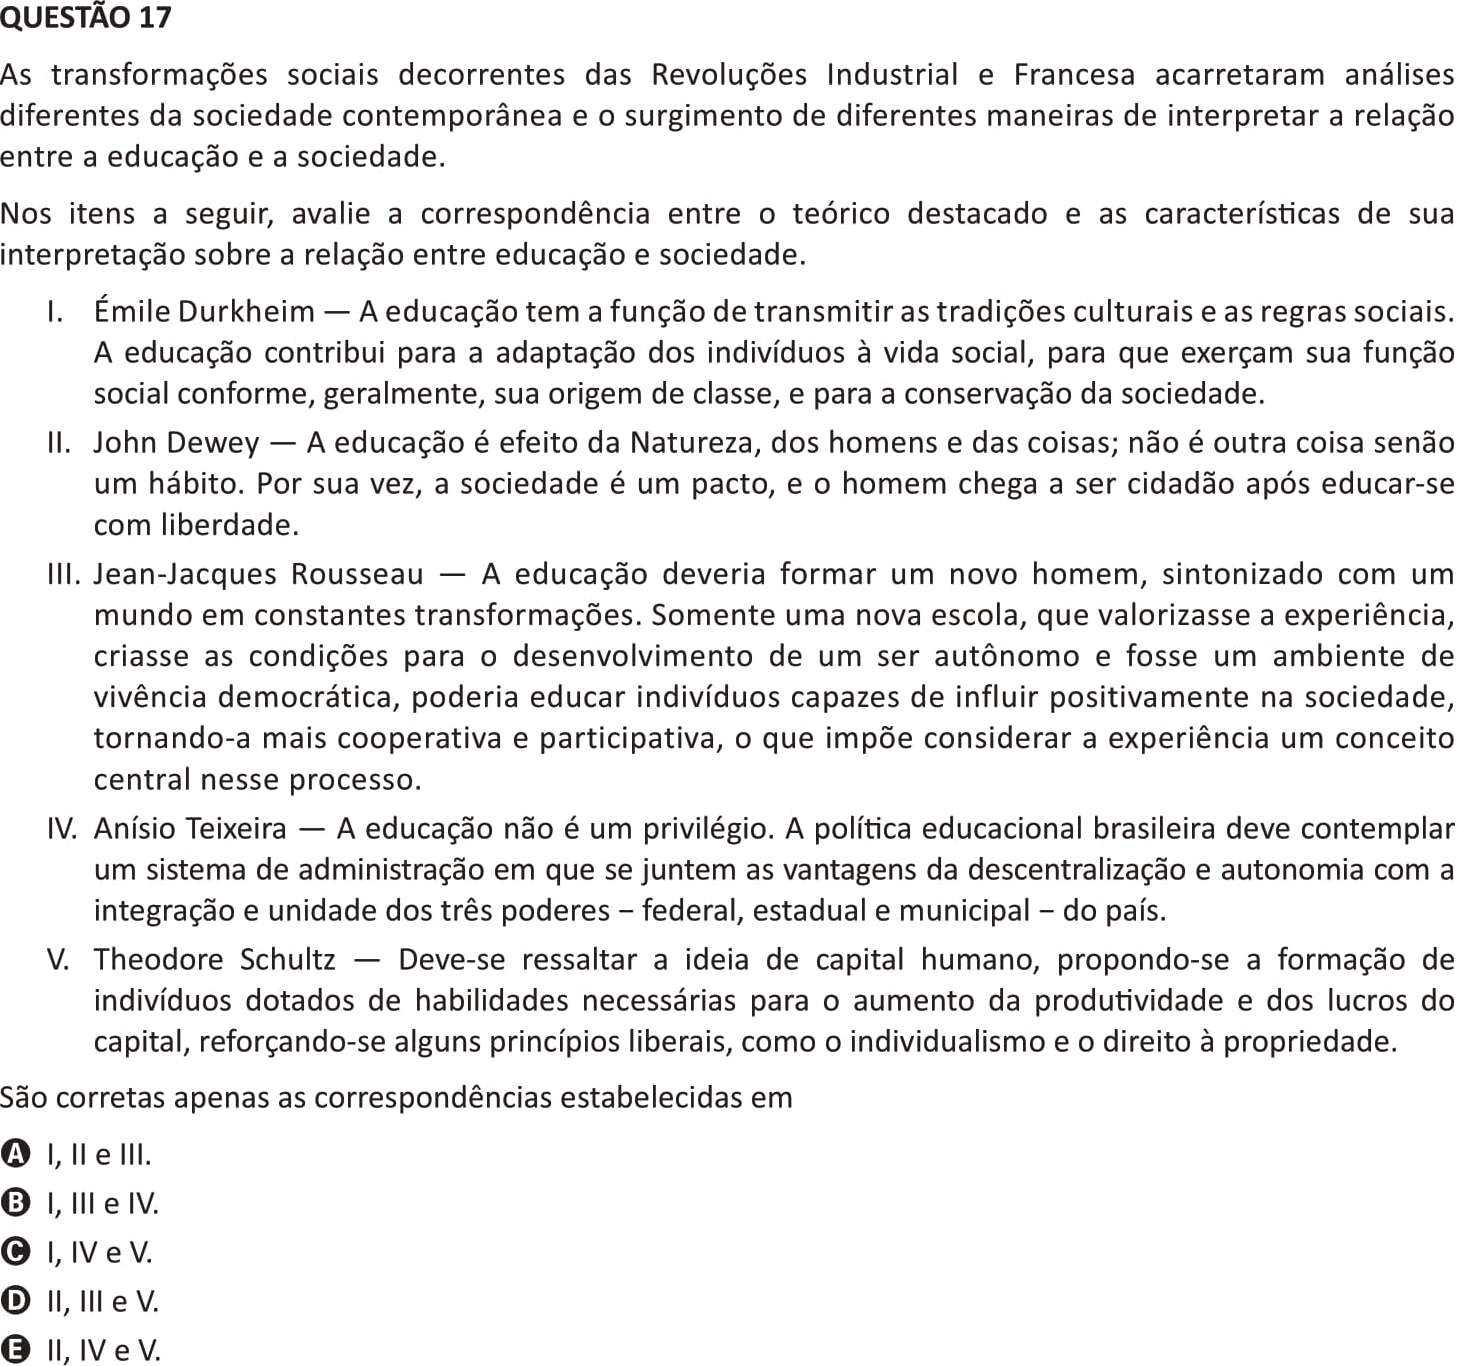 QUESTÃO 17
As transformações sociais decorrentes das Revoluções Industrial e Francesa acarretaram análises
diferentes da sociedade contemporânea e o surgimento de diferentes maneiras de interpretar a relação
entre a educação e a sociedade.
Nos itens a seguir, avalie a correspondência entre o teórico destacado e as características de sua
interpretação sobre a relação entre educação e sociedade.
I. Émile Durkheim — A educação tem a função de transmitir as tradições culturais e as regras sociais.
A educação contribui para a adaptação dos indivíduos à vida social, para que exerçam sua função
social conforme, geralmente, sua origem de classe, e para a conservação da sociedade.
II. John Dewey — A educação é efeito da Natureza, dos homens e das coisas; não é outra coisa senão
um hábito. Por sua vez, a sociedade é um pacto, e o homem chega a ser cidadão após educar-se
com liberdade.
III. Jean-Jacques Rousseau — A educação deveria formar um novo homem, sintonizado com um
mundo em constantes transformações. Somente uma nova escola, que valorizasse a experiência,
criasse as condições para o desenvolvimento de um ser autônomo e fosse um ambiente de
vivência democrática, poderia educar indivíduos capazes de influir positivamente na sociedade,
tornando-a mais cooperativa e participativa, o que impõe considerar a experiência um conceito
central nesse processo.
IV. Anísio Teixeira — A educação não é um privilégio. A política educacional brasileira deve contemplar
um sistema de administração em que se juntem as vantagens da descentralização e autonomia com a
integração e unidade dos três poderes – federal, estadual e municipal – do país.
V. Theodore Schultz — Deve-se ressaltar a ideia de capital humano, propondo-se a formação de
indivíduos dotados de habilidades necessárias para o aumento da produtividade e dos lucros do
capital, reforçando-se alguns princípios liberais, como o individualismo e o direito à propriedade.
São corretas apenas as correspondências estabelecidas em
A I, II e III.
B I, III e IV.
C I, IV e V.
D II, III e V.
E II, IV e V.